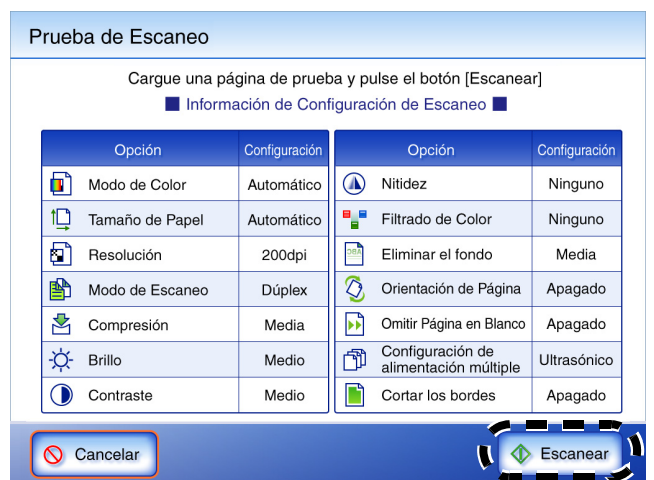 Prueba de Escaneo
Cargue una página de prueba y pulse el botón [Escanear]
Información de Configuración de Escaneo
Opción Configuración Opción Configuración
Modo de Color Automático Nitidez Ninguno
Tamaño de Papel Automático Filtrado de Color Ninguno
Resolución 200dpi Eliminar el fondo Media
Modo de Escaneo Dúplex Orientación de Página Apagado
Compresión Media Omitir Página en Blanco Apagado
Brillo Medio Configuración de
alimentación múltiple Ultrasónico
Contraste Medio Cortar los bordes Apagado
Cancelar Escanear